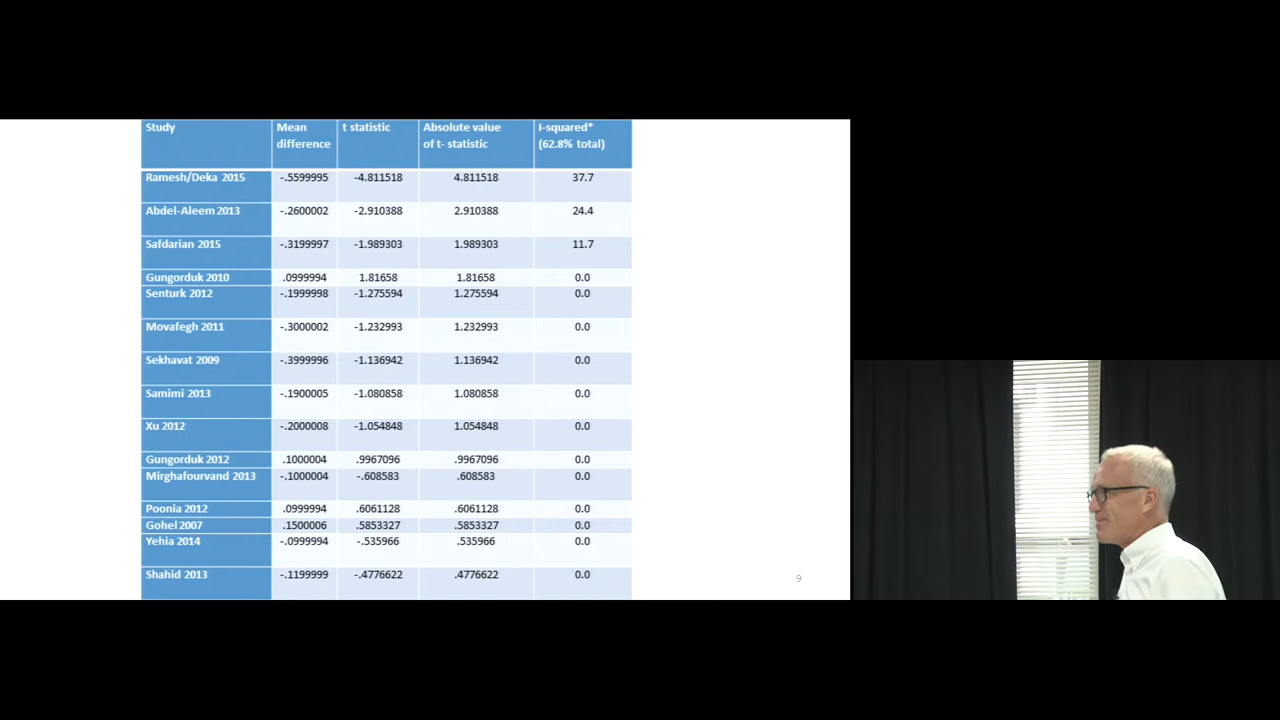 Study Mean difference t statistic Absolute value of t- statistic I-squared* (62.8% total)
Ramesh/Deka 2015 -.5599995 -4.811518 4.811518 37.7
Abdel-Aleem 2013 -.2600002 -2.910388 2.910388 24.4
Safdarian 2015 -.3199997 -1.989303 1.989303 11.7
Gungorduk 2010 .0999994 1.81658 1.81658 0.0
Senturk 2012 -.1999998 -1.275594 1.275594 0.0
Movafegh 2011 -.3000002 -1.232993 1.232993 0.0
Sekhavat 2009 -.3999996 -1.136942 1.136942 0.0
Samimi 2013 -.1900005 -1.080858 1.080858 0.0
Xu 2012 -.2000008 -1.054848 1.054848 0.0
Gungorduk 2012 .1000004 .9967096 .9967096 0.0
Mirghafourvand 2013 -.1000004 -.608583 .608583 0.0
Poonia 2012 .0999994 .6061128 .6061128 0.0
Gohel 2007 .1500006 .5853327 .5853327 0.0
Yehia 2014 -.0999994 -.535966 .535966 0.0
Shahid 2013 -.1199999 -.4776622 .4776622 0.0
9